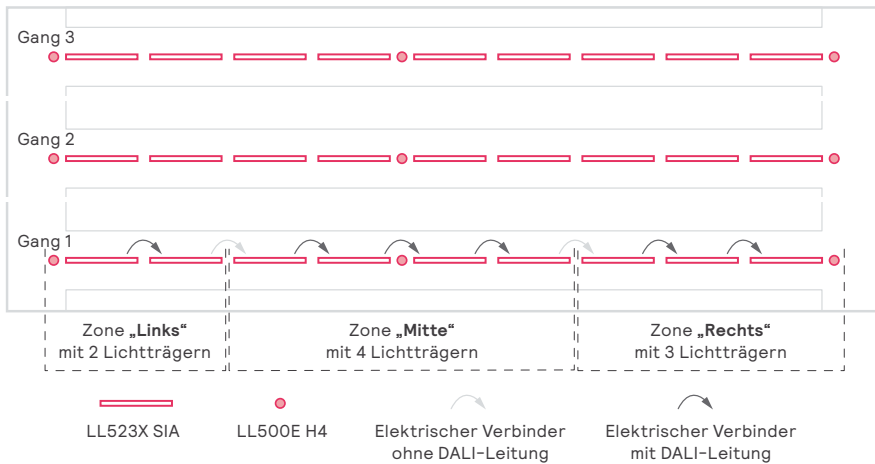 Gang 3
Gang 2
Gang 1
Zone „Links“
mit 2 Lichtträgern
Zone „Mitte“
mit 4 Lichtträgern
Zone „Rechts“
mit 3 Lichtträgern
LL523X SIA
LL500E H4
Elektrischer Verbinder
ohne DALI-Leitung
Elektrischer Verbinder
mit DALI-Leitung